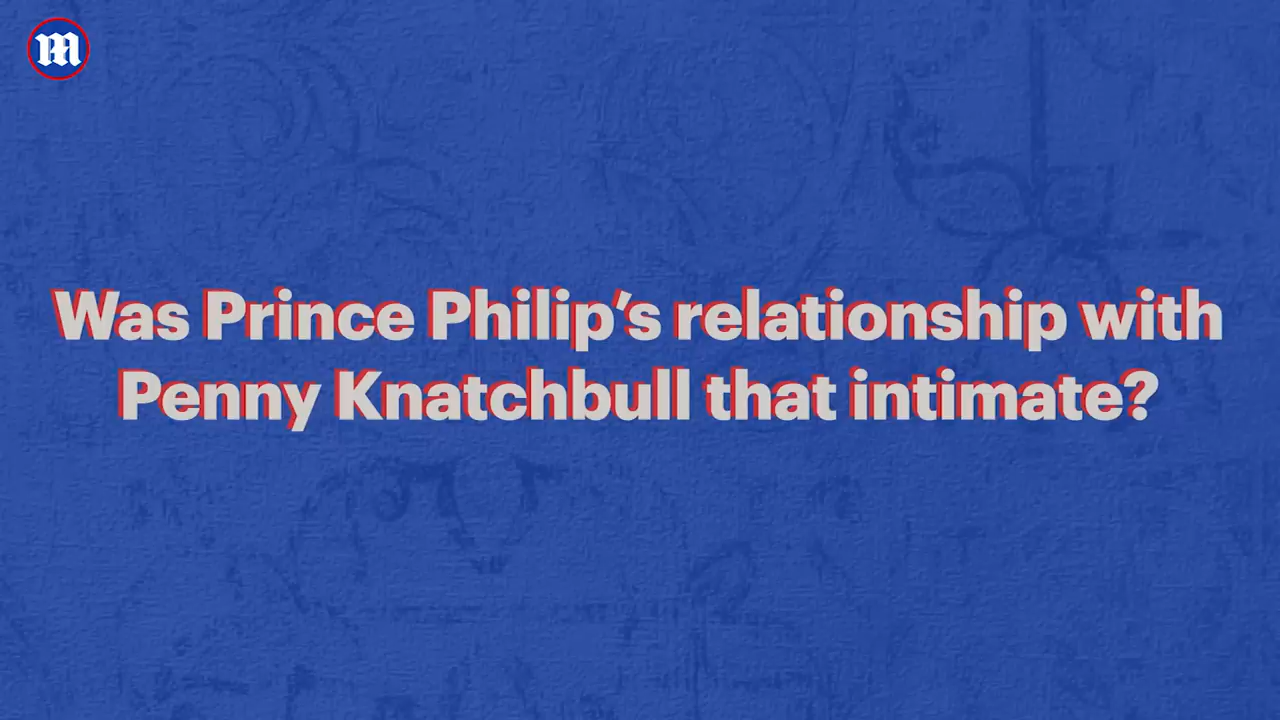 M
Was Prince Philip’s relationship with
Penny Knatchbull that intimate?